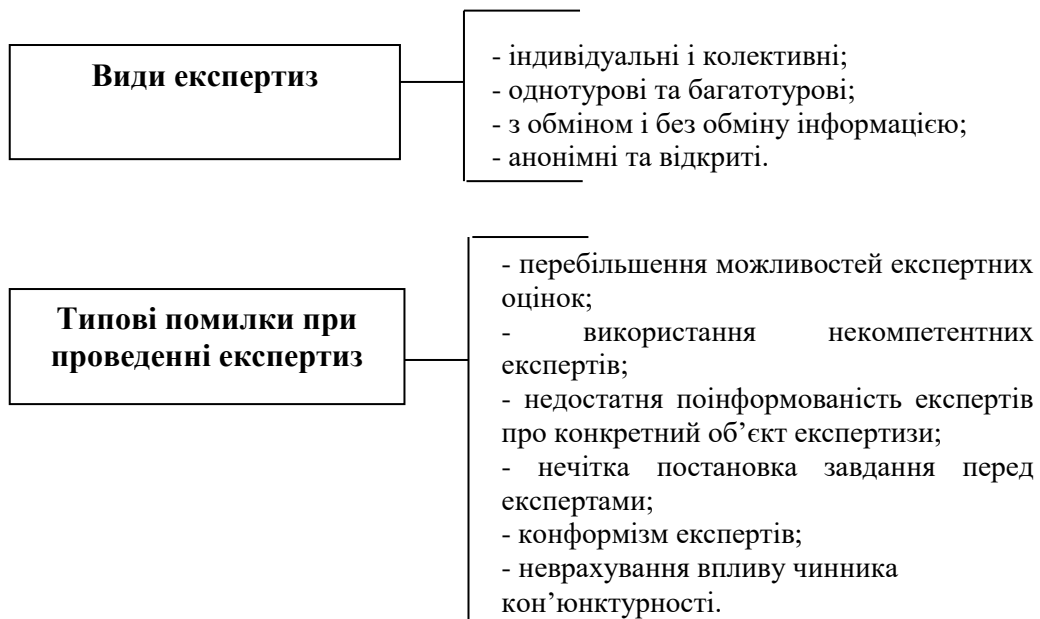 Види експертиз
- індивідуальні і колективні;
- однотурові та багатотурові;
- з обміном і без обміну інформацією;
- анонімні та відкриті.
Типові помилки при
проведенні експертиз
- перебільшення можливостей експертних
оцінок;
- використання некомпетентних
експертів;
- недостатня поінформованість експертів
про конкретний об’єкт експертизи;
- нечітка постановка завдання перед
експертами;
- конформізм експертів;
- неврахування впливу чинника
кон’юнктурності.